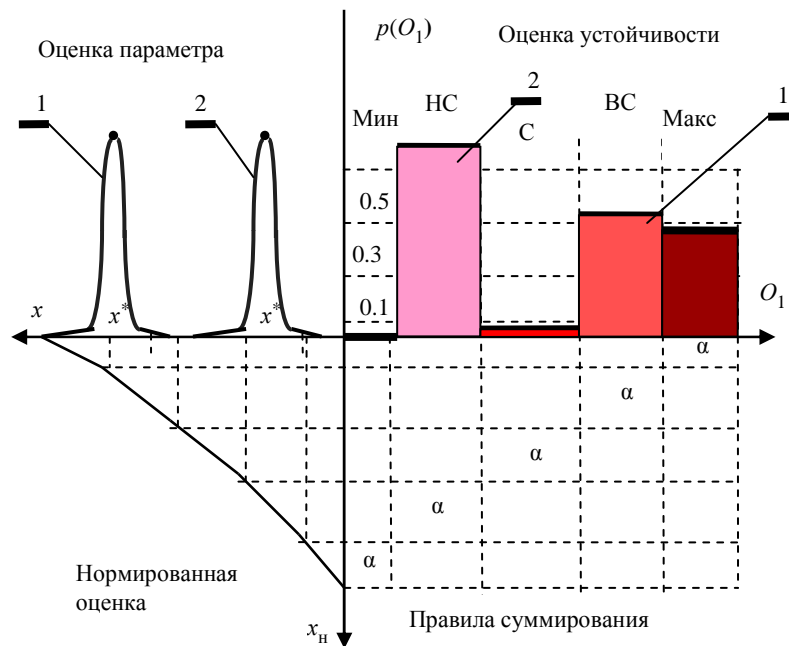 p(O₁)
Оценка параметра
Оценка устойчивости
1
2
2
1
Мин
НС
С
ВС
Макс
0.5
0.3
0.1
x
x*
x*
O₁
α
α
α
α
α
Нормированная
оценка
xн
Правила суммирования